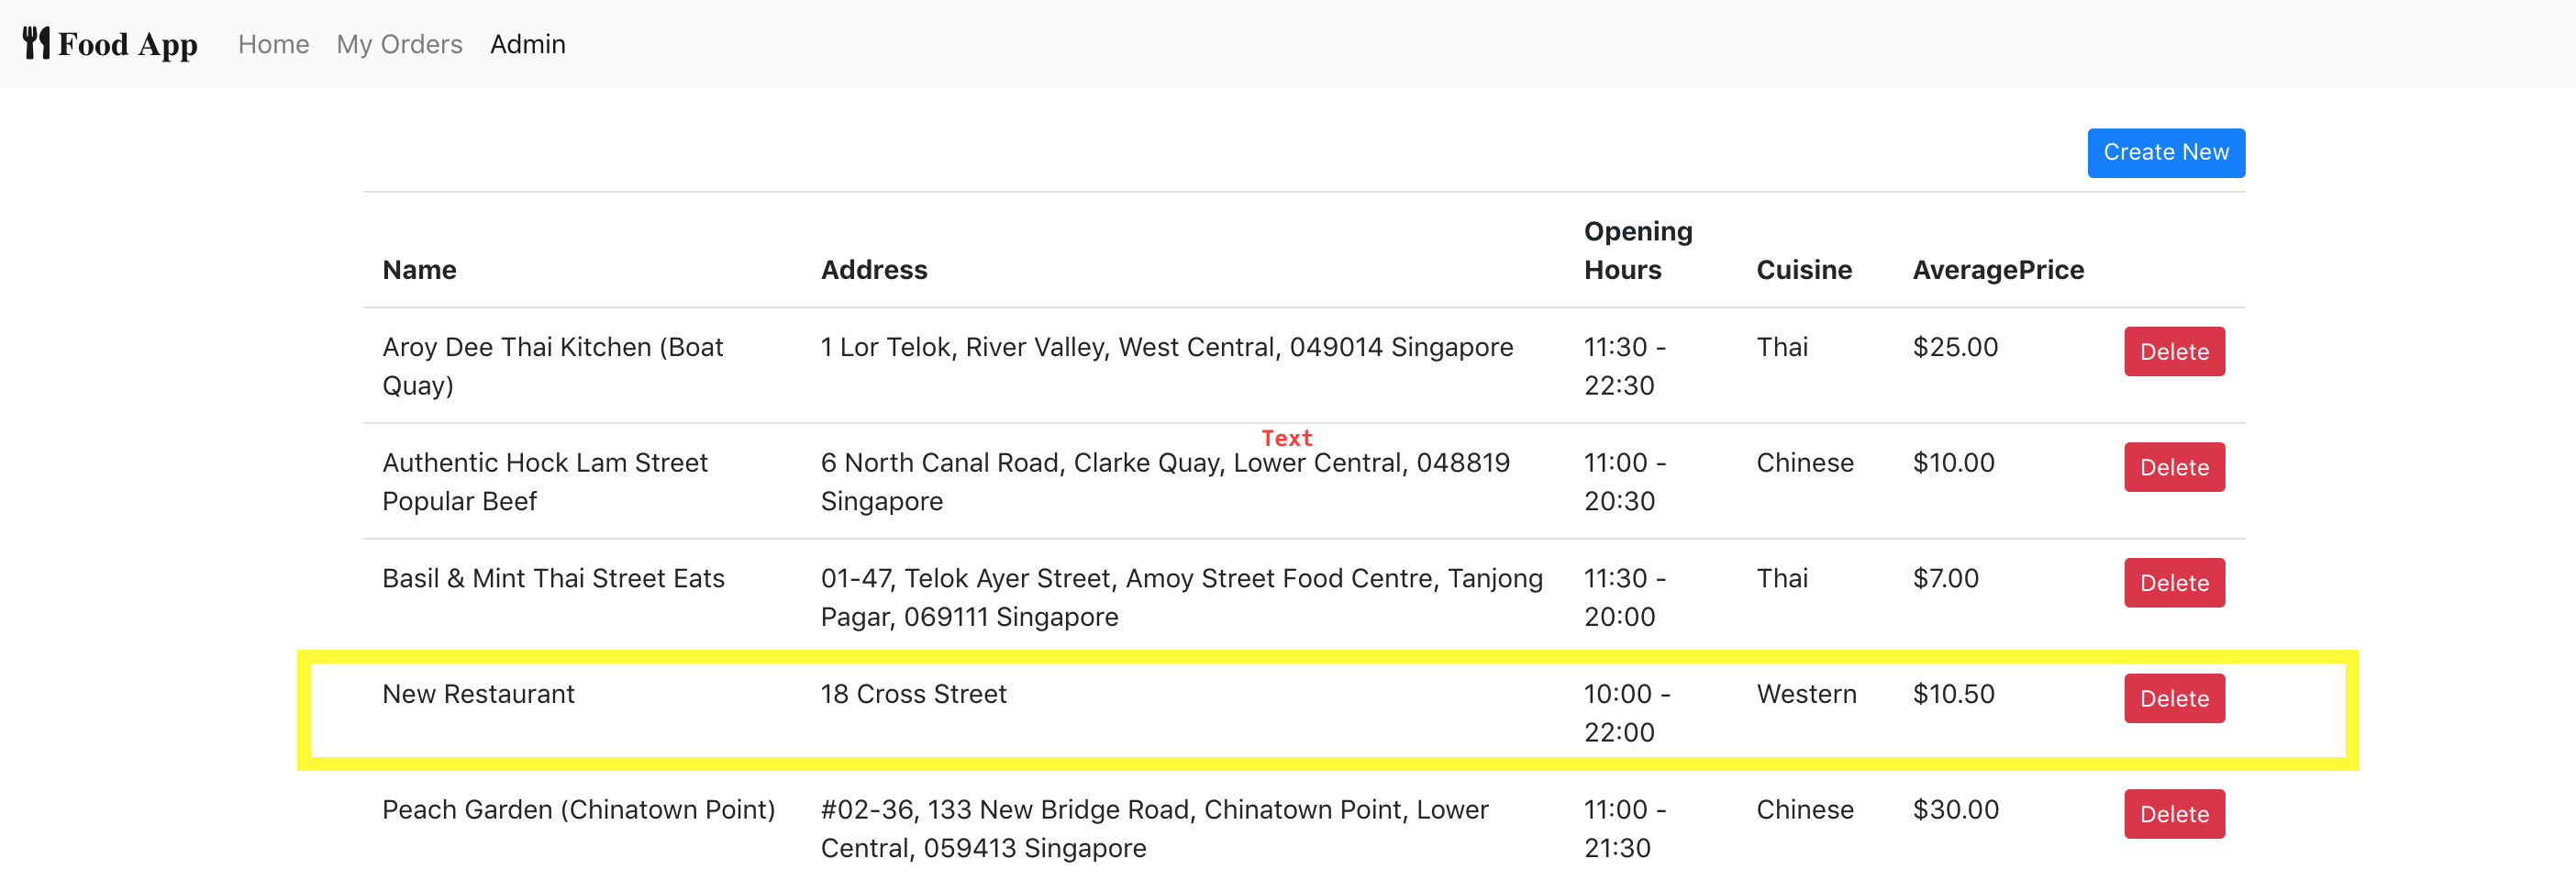 Food App Home My Orders Admin
Create New
Name Address Opening Hours Cuisine AveragePrice
Aroy Dee Thai Kitchen (Boat Quay) 1 Lor Telok, River Valley, West Central, 049014 Singapore 11:30 - 22:30 Thai $25.00 Delete
Text
Authentic Hock Lam Street Popular Beef 6 North Canal Road, Clarke Quay, Lower Central, 048819 Singapore 11:00 - 20:30 Chinese $10.00 Delete
Basil & Mint Thai Street Eats 01-47, Telok Ayer Street, Amoy Street Food Centre, Tanjong Pagar, 069111 Singapore 11:30 - 20:00 Thai $7.00 Delete
New Restaurant 18 Cross Street 10:00 - 22:00 Western $10.50 Delete
Peach Garden (Chinatown Point) #02-36, 133 New Bridge Road, Chinatown Point, Lower Central, 059413 Singapore 11:00 - 21:30 Chinese $30.00 Delete